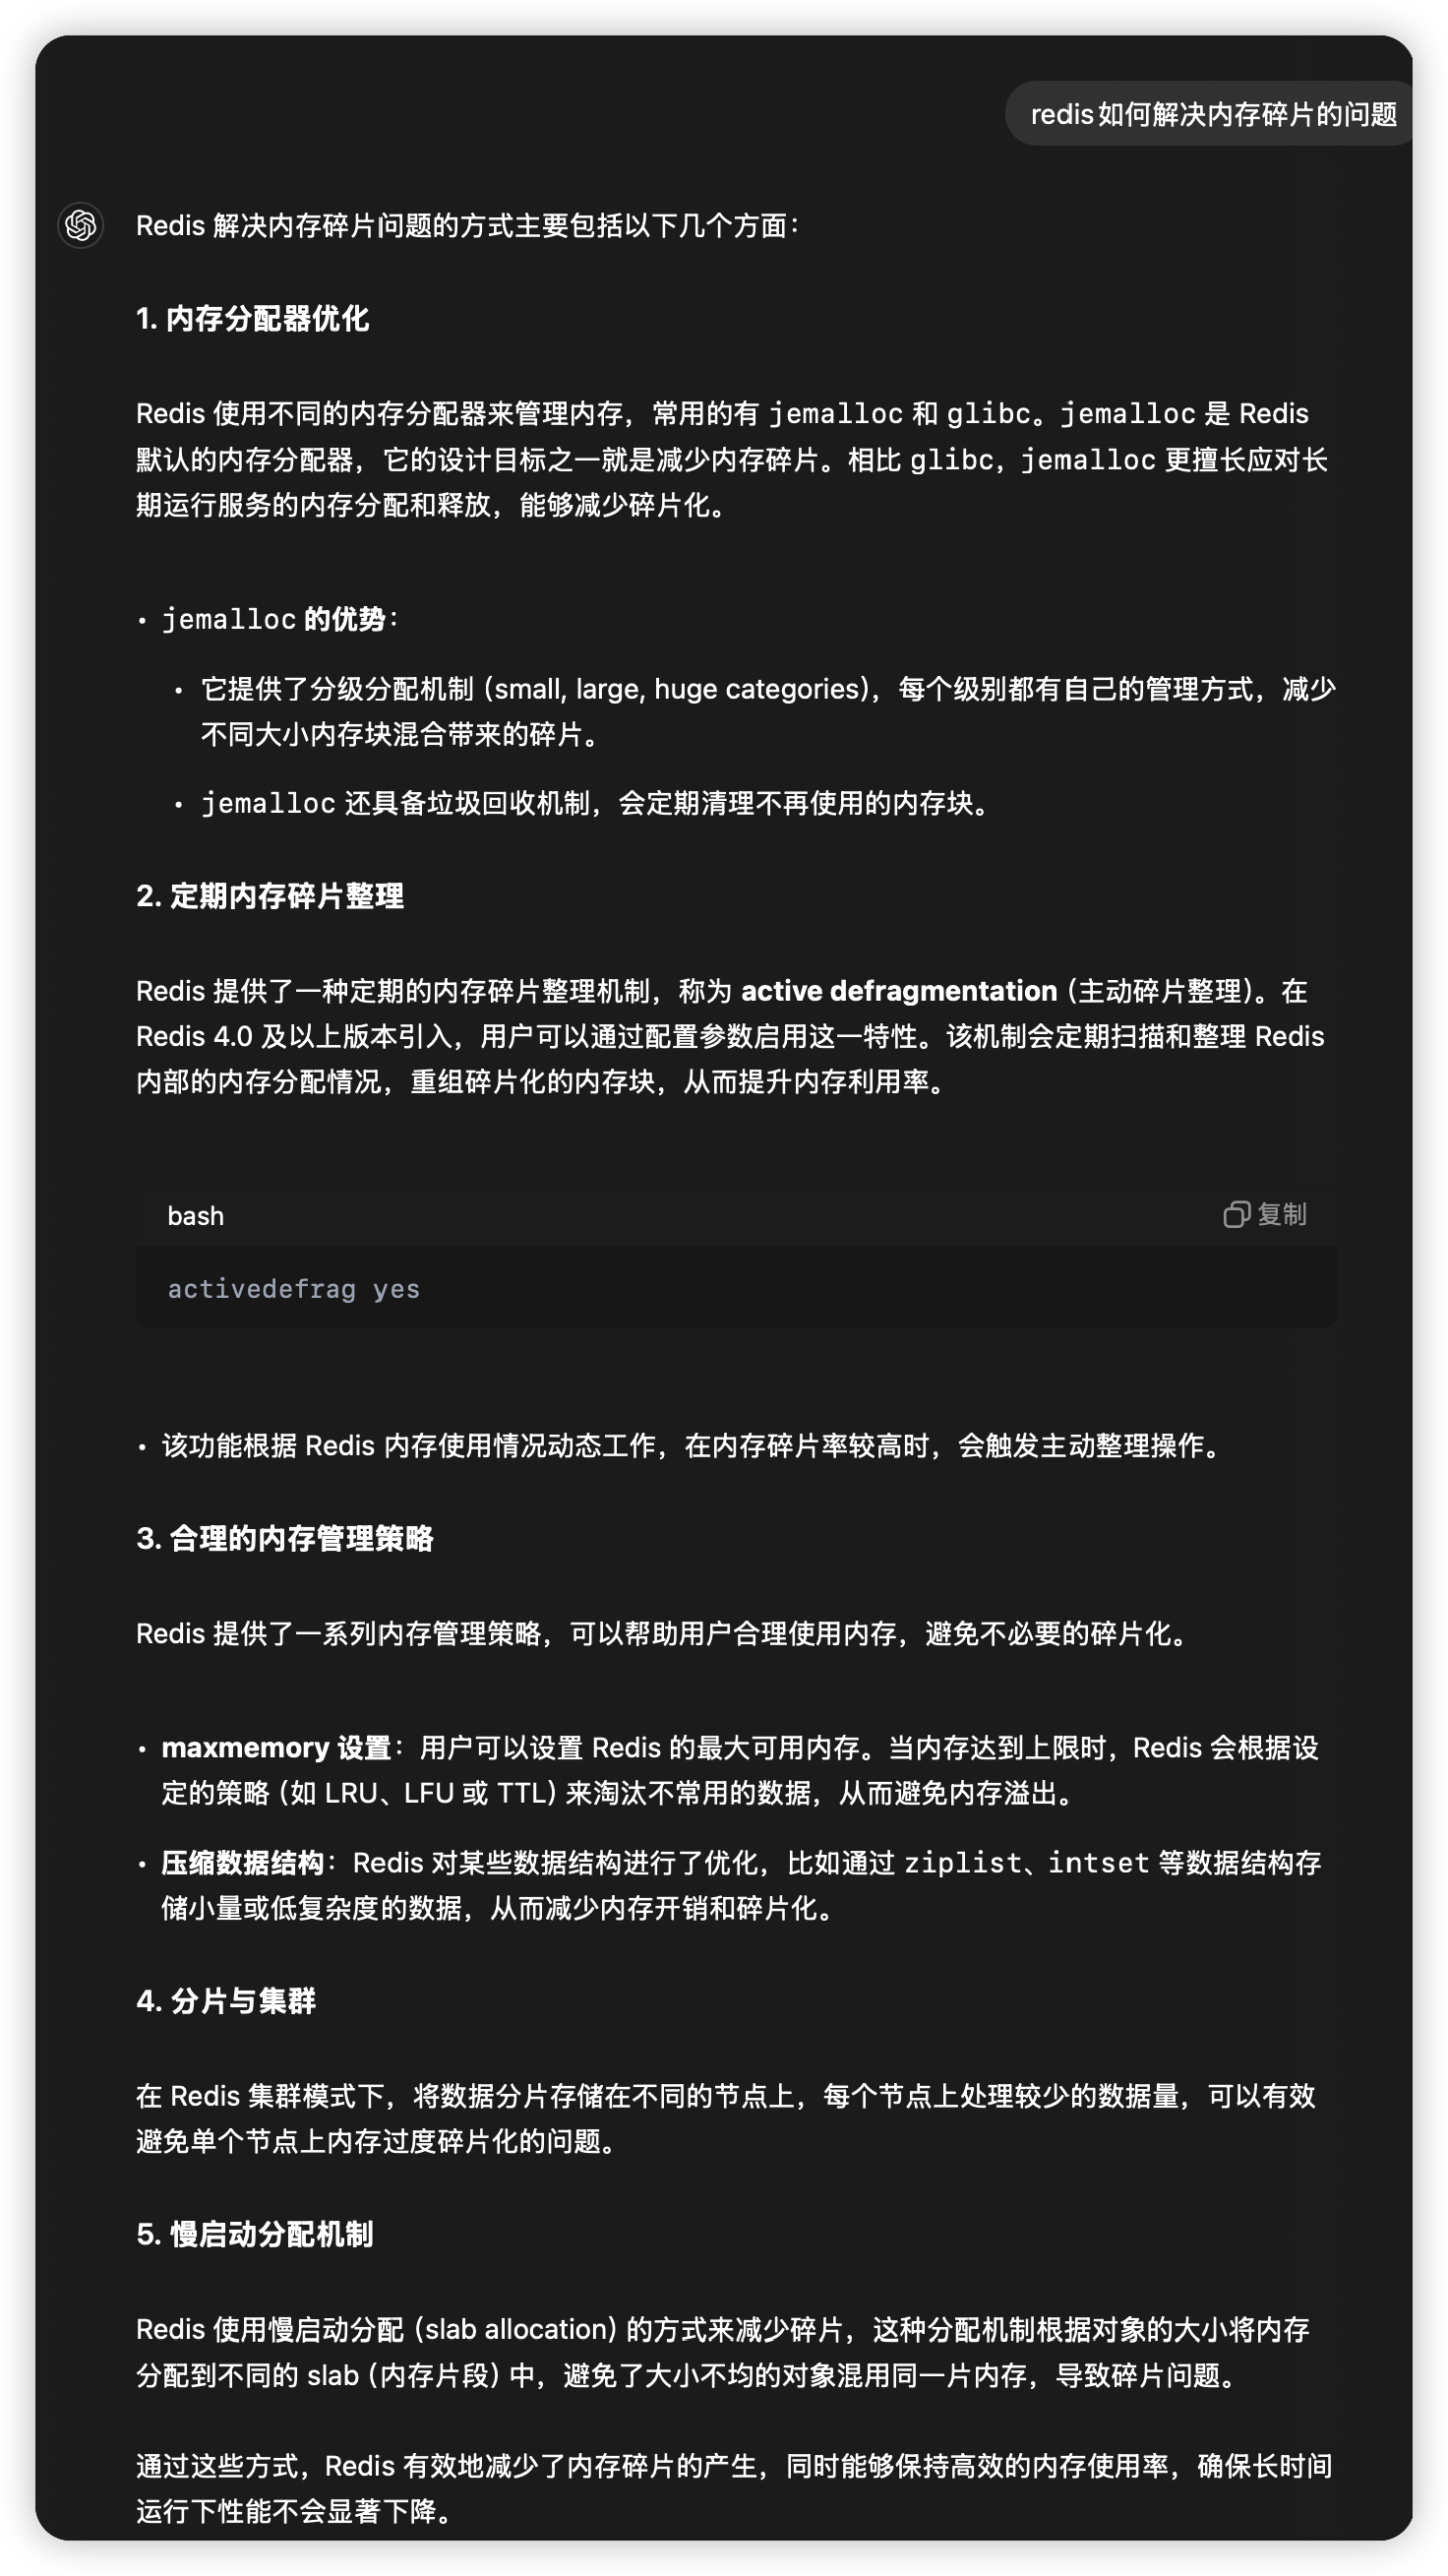 redis如何解决内存碎片的问题
Redis 解决内存碎片问题的方式主要包括以下几个方面：
1. 内存分配器优化
Redis 使用不同的内存分配器来管理内存，常用的有 jemalloc 和 glibc。jemalloc 是 Redis
默认的内存分配器，它的设计目标之一就是减少内存碎片。相比 glibc，jemalloc 更擅长应对长
期运行服务的内存分配和释放，能够减少碎片化。
• jemalloc 的优势：
• 它提供了分级分配机制 (small, large, huge categories)，每个级别都有自己的管理方式，减少
不同大小内存块混合带来的碎片。
• jemalloc 还具备垃圾回收机制，会定期清理不再使用的内存块。
2. 定期内存碎片整理
Redis 提供了一种定期的内存碎片整理机制，称为 active defragmentation (主动碎片整理)。在
Redis 4.0 及以上版本引入，用户可以通过配置参数启用这一特性。该机制会定期扫描和整理 Redis
内部的内存分配情况，重组碎片化的内存块，从而提升内存利用率。
bash
复制
activedefrag yes
• 该功能根据 Redis 内存使用情况动态工作，在内存碎片率较高时，会触发主动整理操作。
3. 合理的内存管理策略
Redis 提供了一系列内存管理策略，可以帮助用户合理使用内存，避免不必要的碎片化。
• maxmemory 设置：用户可以设置 Redis 的最大可用内存。当内存达到上限时，Redis 会根据设
定的策略 (如 LRU、LFU 或 TTL) 来淘汰不常用的数据，从而避免内存溢出。
• 压缩数据结构：Redis 对某些数据结构进行了优化，比如通过 ziplist、intset 等数据结构存
储小量或低复杂度的数据，从而减少内存开销和碎片化。
4. 分片与集群
在 Redis 集群模式下，将数据分片存储在不同的节点上，每个节点上处理较少的数据量，可以有效
避免单个节点上内存过度碎片化的问题。
5. 慢启动分配机制
Redis 使用慢启动分配 (slab allocation) 的方式来减少碎片，这种分配机制根据对象的大小将内存
分配到不同的 slab (内存片段) 中，避免了大小不均的对象混用同一片内存，导致碎片问题。
通过这些方式，Redis 有效地减少了内存碎片的产生，同时能够保持高效的内存使用率，确保长时间
运行下性能不会显著下降。